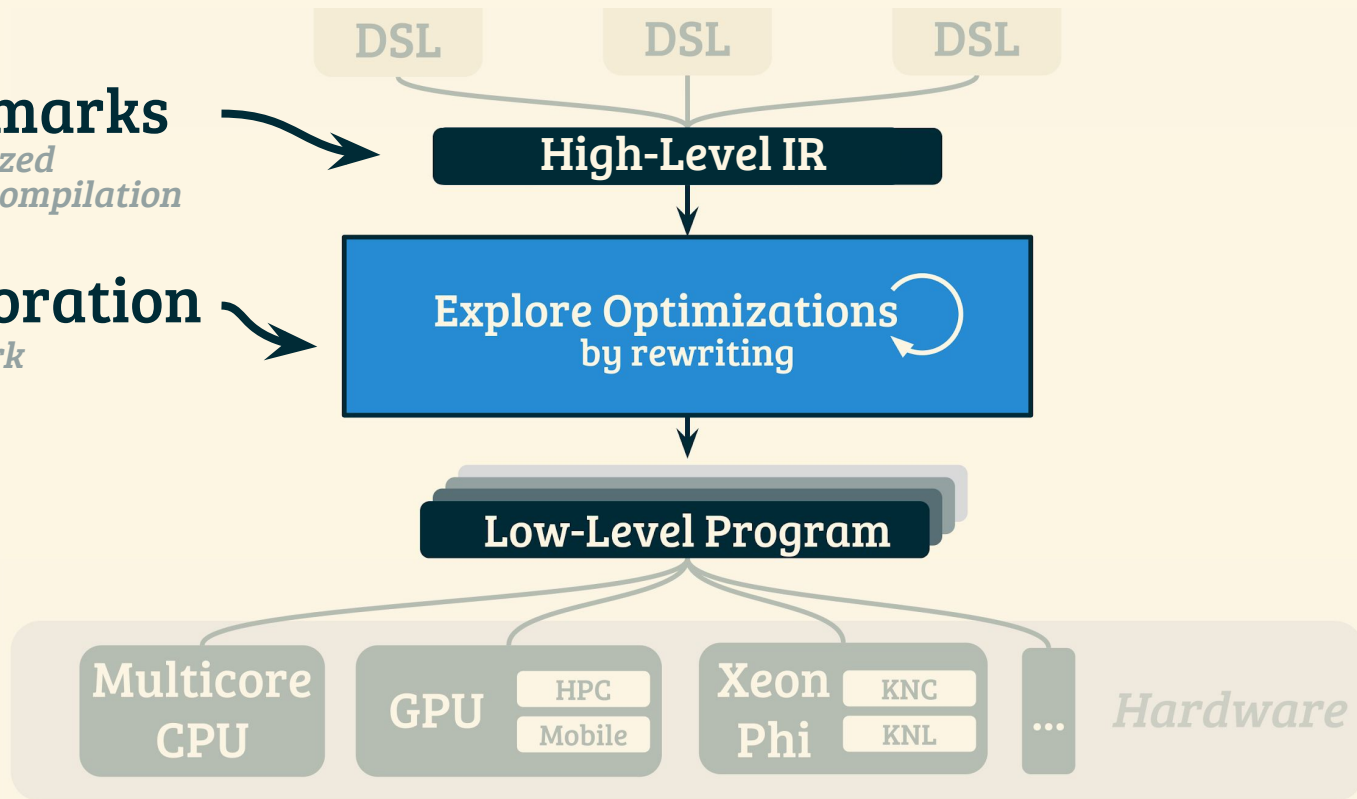 DSL DSL DSL
marks
zed
ompilation
High-Level IR
oration
rk
Explore Optimizations
by rewriting
Low-Level Program
Multicore
CPU
GPU
HPC
Mobile
Xeon
Phi
KNC
KNL
...
Hardware